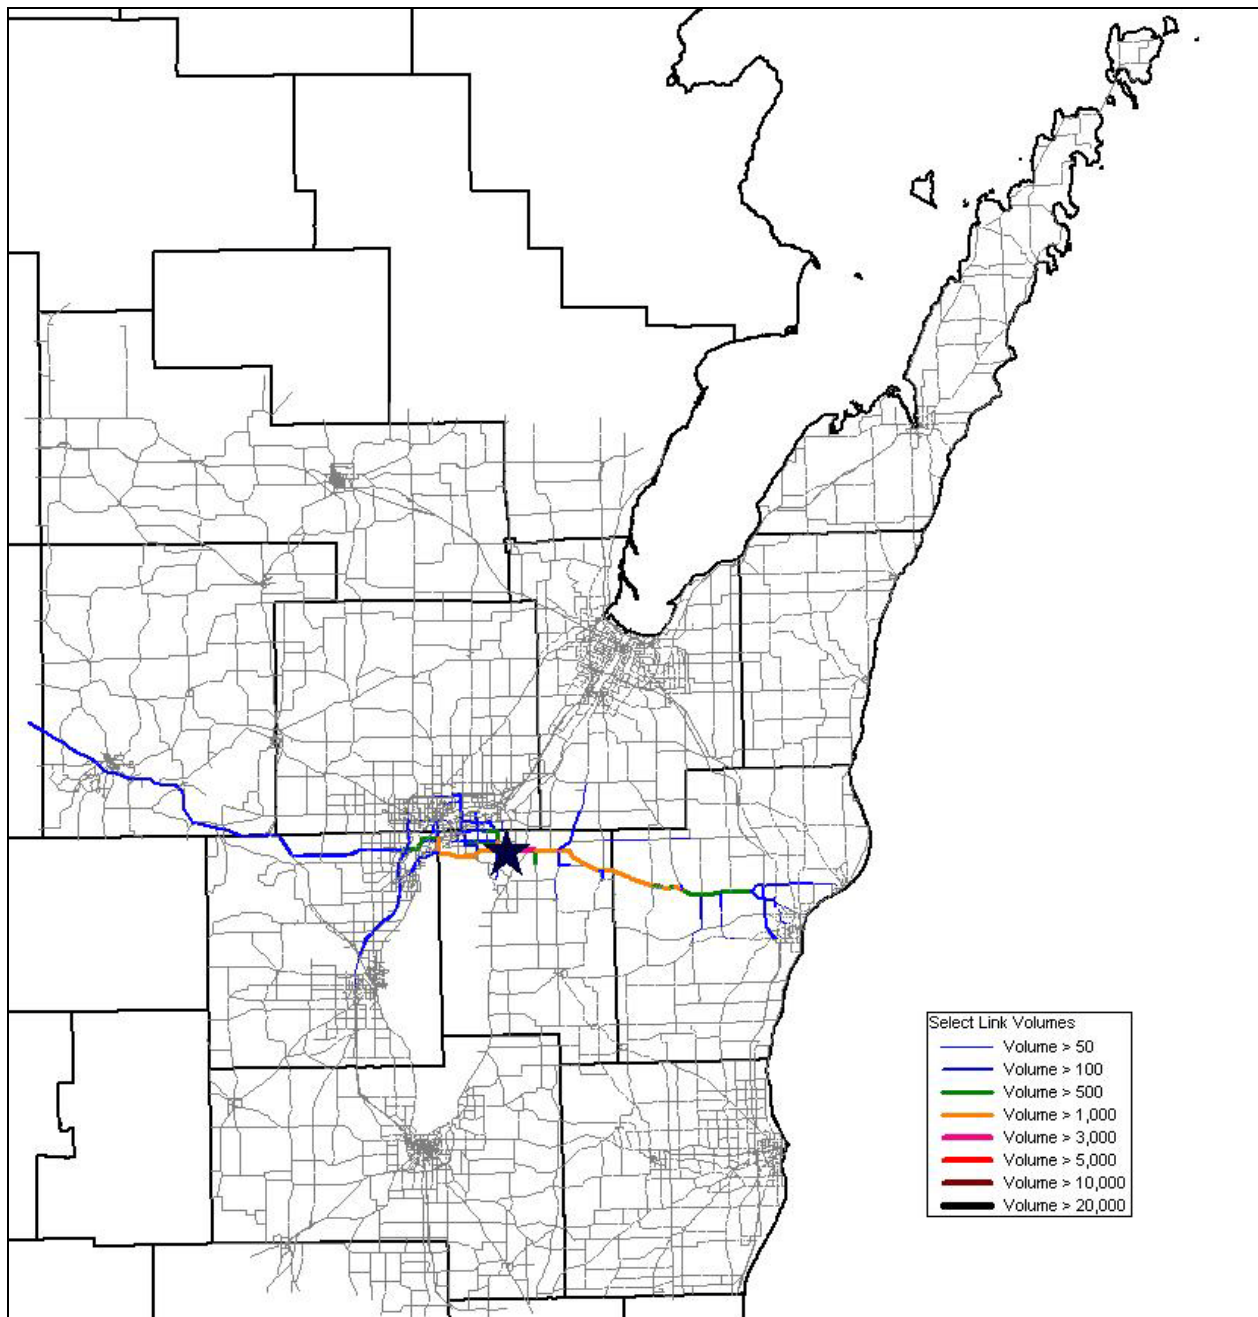 Select Link Volumes
Volume > 50
Volume > 100
Volume > 500
Volume > 1,000
Volume > 3,000
Volume > 5,000
Volume > 10,000
Volume > 20,000